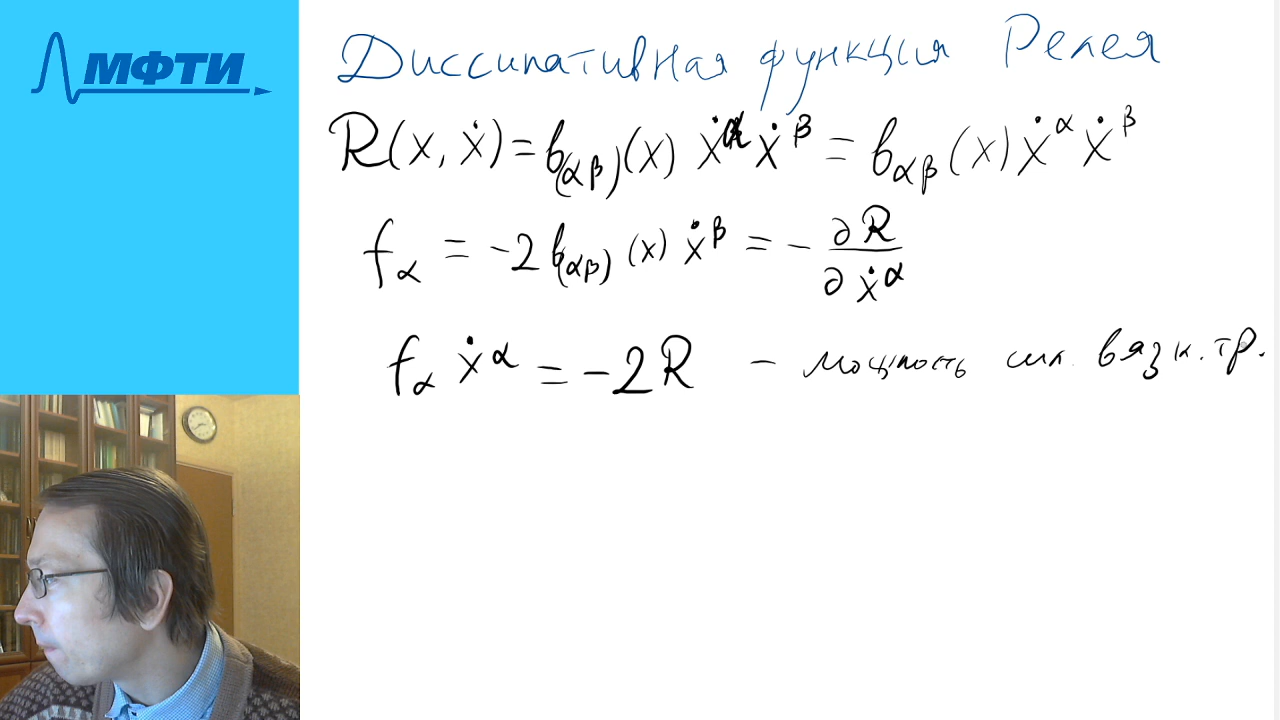 МФТИ
Диссипативная функция Релея
R(x, ẋ) = b₍αβ₎(x) ẋ^α ẋ^β = b_αβ (x) ẋ^α ẋ^β
f_α = -2 b₍αβ₎ (x) ẋ^β = - ∂R / ∂ẋ^α
f_α ẋ^α = -2R — мощность сил вязк. тр.